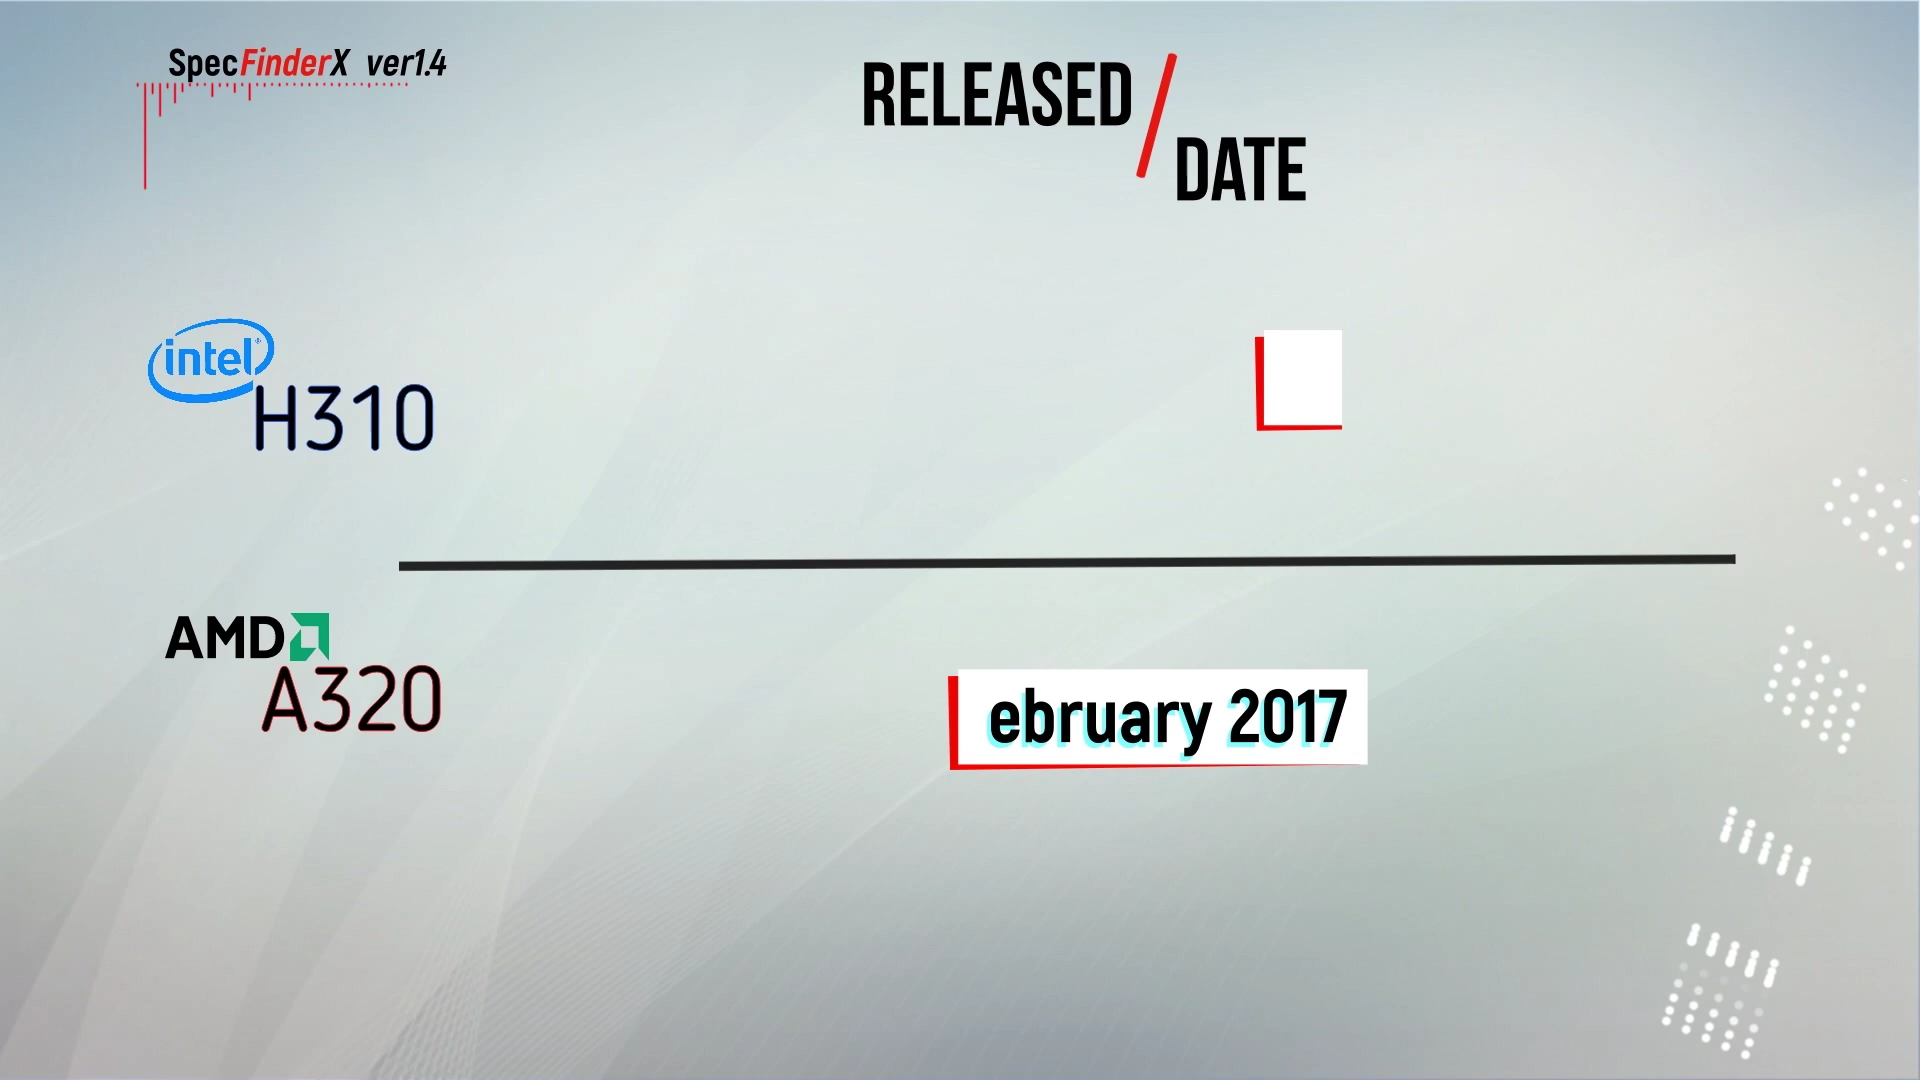 SpecFinderX ver1.4
RELEASED
DATE
intel
H310
AMD
A320
ebruary 2017